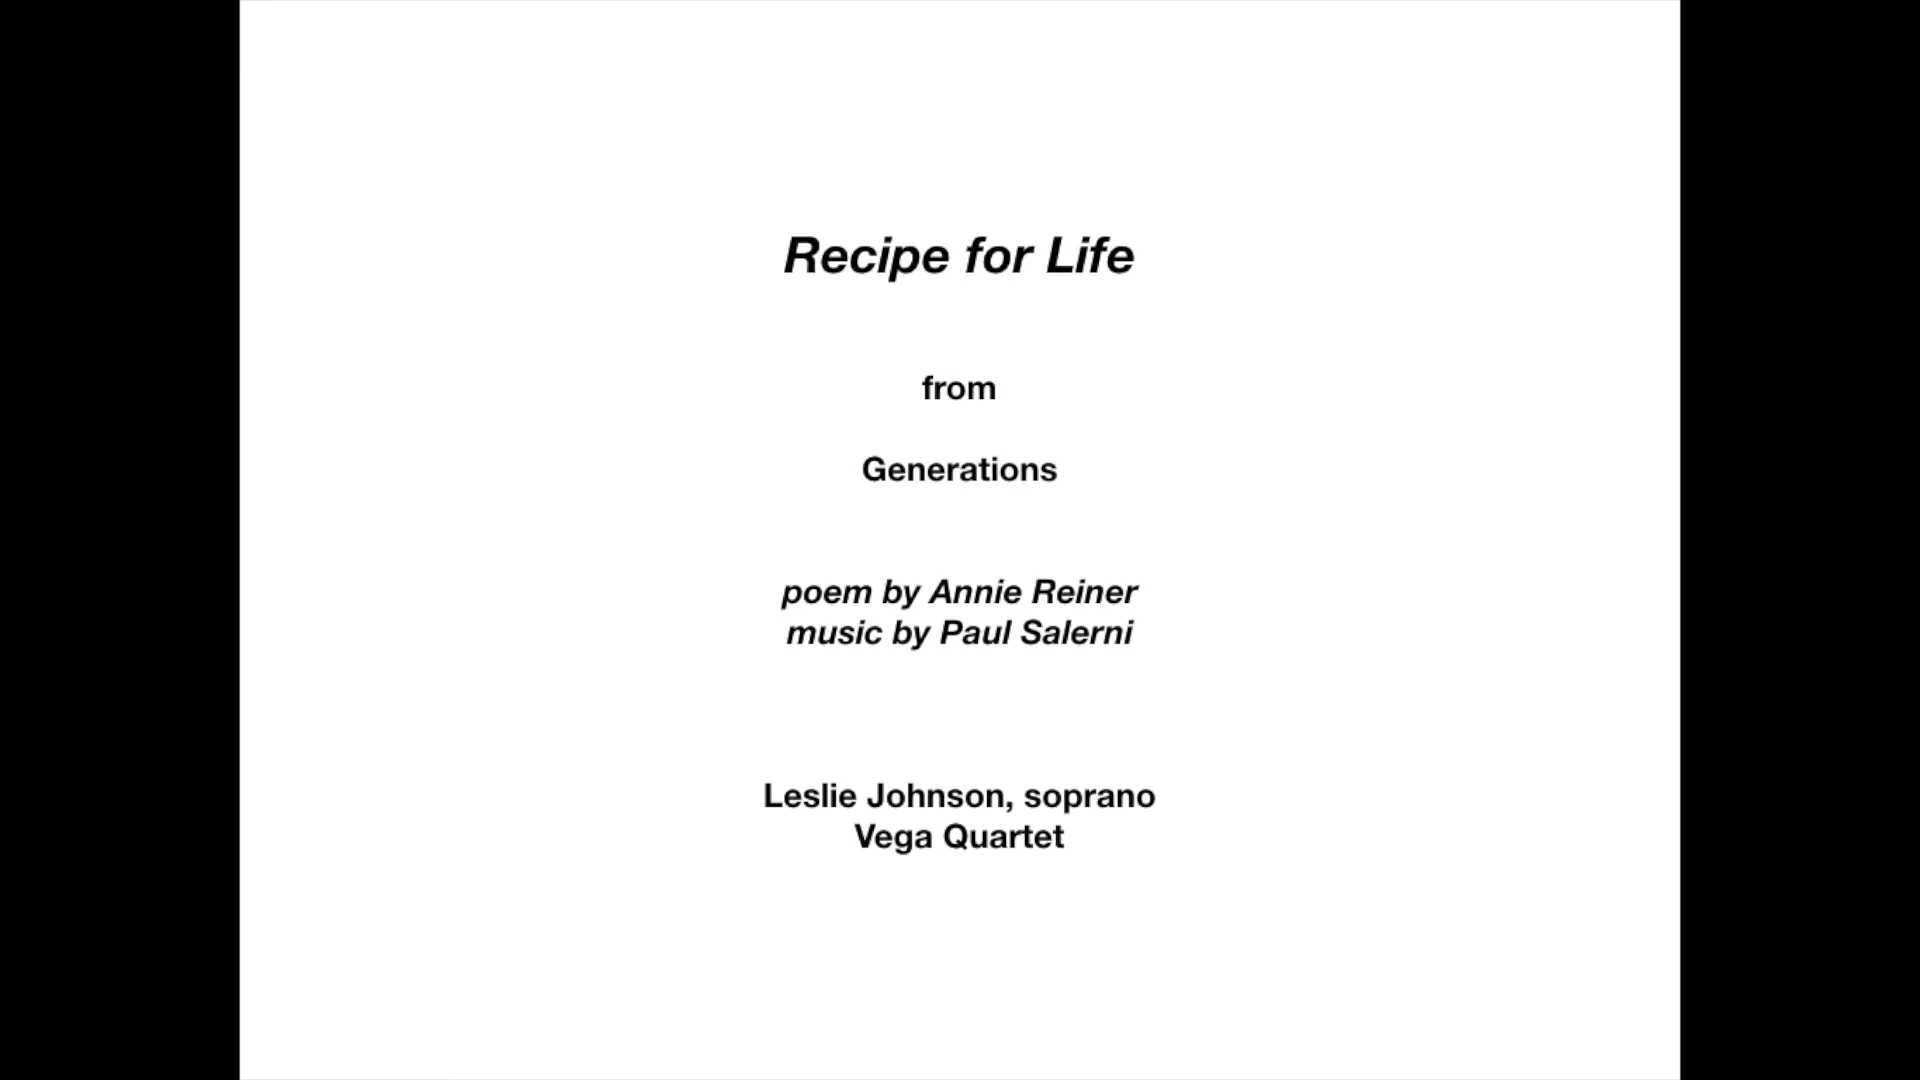 Recipe for Life
from
Generations
poem by Annie Reiner
music by Paul Salerni
Leslie Johnson, soprano
Vega Quartet